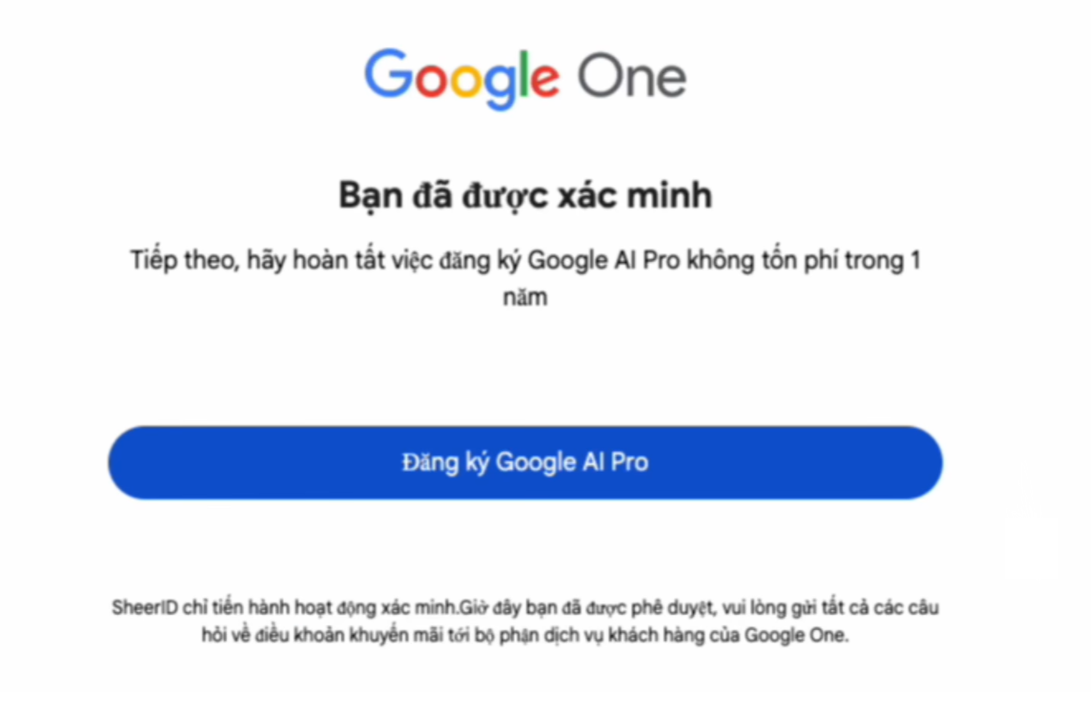 Google One
Bạn đã được xác minh
Tiếp theo, hãy hoàn tất việc đăng ký Google AI Pro không tốn phí trong 1
năm
Đăng ký Google AI Pro
SheerID chỉ tiến hành hoạt động xác minh.Giờ đây bạn đã được phê duyệt, vui lòng gửi tất cả các câu
hỏi về điều khoản khuyến mãi tới bộ phận dịch vụ khách hàng của Google One.